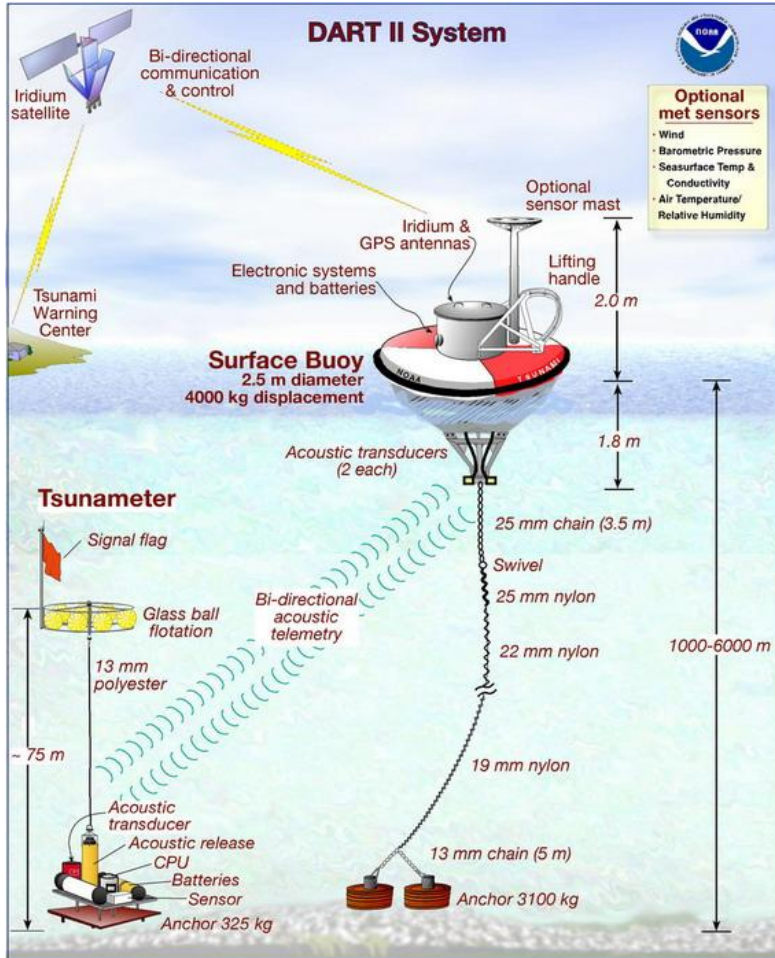 DART II System
NOAA
Iridium
satellite
Bi-directional
communication
& control
Optional
met sensors
· Wind
· Barometric Pressure
· Seasurface Temp &
Conductivity
· Air Temperature/
Relative Humidity
Optional
sensor mast
Iridium &
GPS antennas
Electronic systems
and batteries
Lifting
handle
2.0 m
Tsunami
Warning
Center
Surface Buoy
2.5 m diameter
4000 kg displacement
NOAA
TSUNAMI
1.8 m
Acoustic transducers
(2 each)
Tsunameter
Signal flag
25 mm chain (3.5 m)
Swivel
25 mm nylon
Glass ball
flotation
Bi-directional
acoustic
telemetry
22 mm nylon
1000-6000 m
13 mm
polyester
~ 75 m
19 mm nylon
Acoustic
transducer
Acoustic release
CPU
Batteries
Sensor
Anchor 325 kg
13 mm chain (5 m)
Anchor 3100 kg